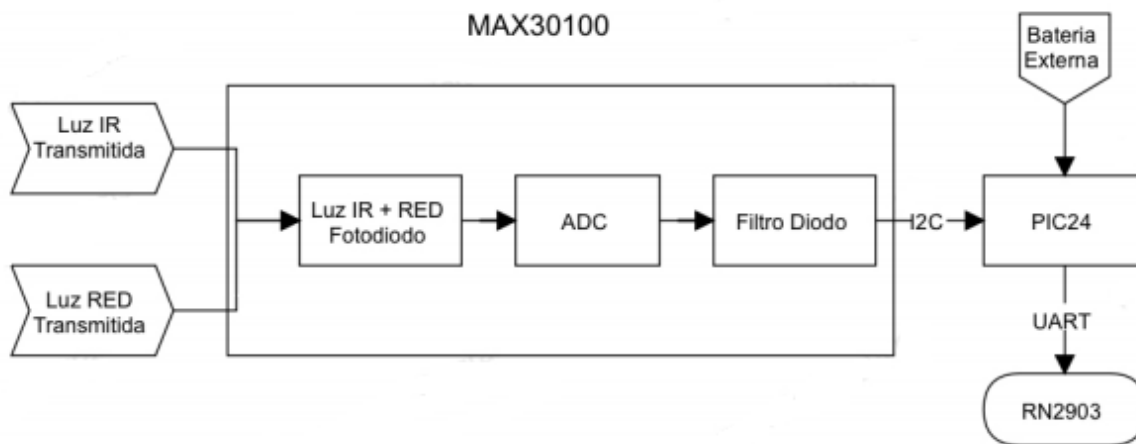 MAX30100
Bateria
Externa
Luz IR
Transmitida
Luz IR + RED
Fotodiodo
ADC
Filtro Diodo
I2C
PIC24
Luz RED
Transmitida
UART
RN2903